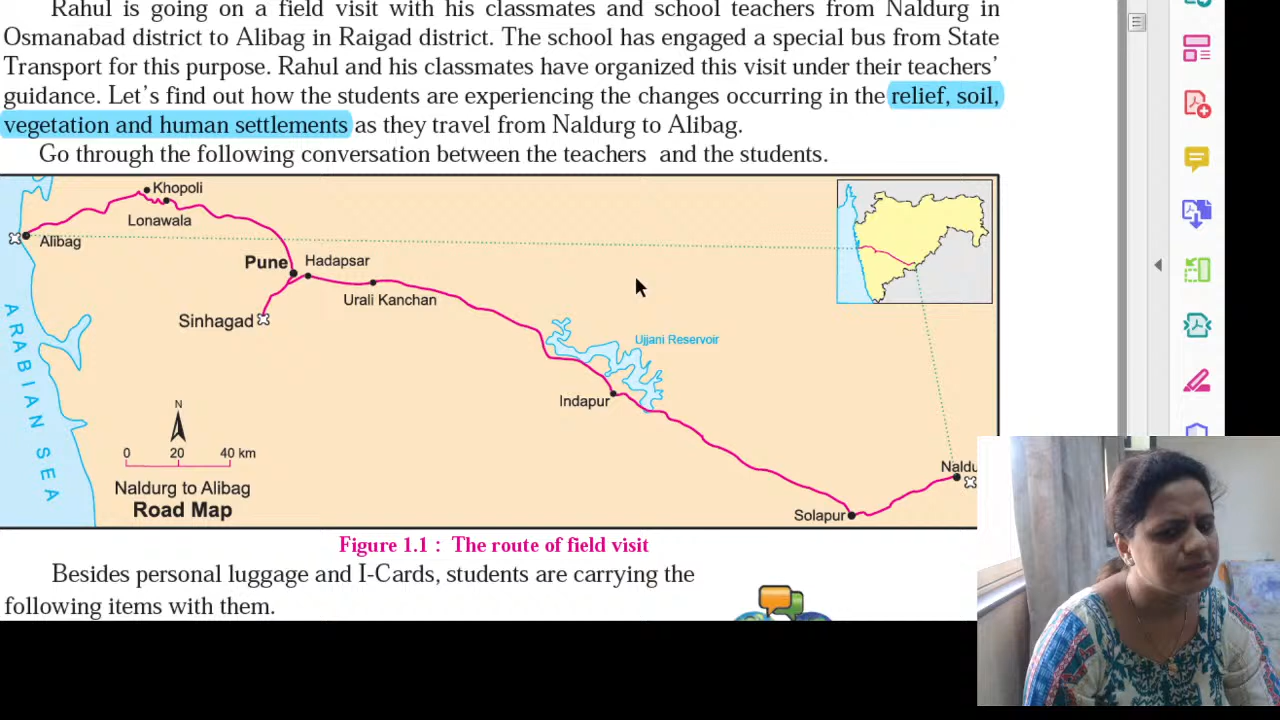 Rahul is going on a field visit with his classmates and school teachers from Naldurg in
Osmanabad district to Alibag in Raigad district. The school has engaged a special bus from State
Transport for this purpose. Rahul and his classmates have organized this visit under their teachers'
guidance. Let's find out how the students are experiencing the changes occurring in the relief, soil,
vegetation and human settlements as they travel from Naldurg to Alibag.
Go through the following conversation between the teachers and the students.
Khopoli
Lonawala
Alibag
Pune
Hadapsar
Urali Kanchan
Sinhagad
Ujjani Reservoir
ARABIAN SEA
Indapur
N
0 20 40 km
Naldurg to Alibag
Road Map
Naldu
Solapur
Figure 1.1 : The route of field visit
Besides personal luggage and I-Cards, students are carrying the
following items with them.